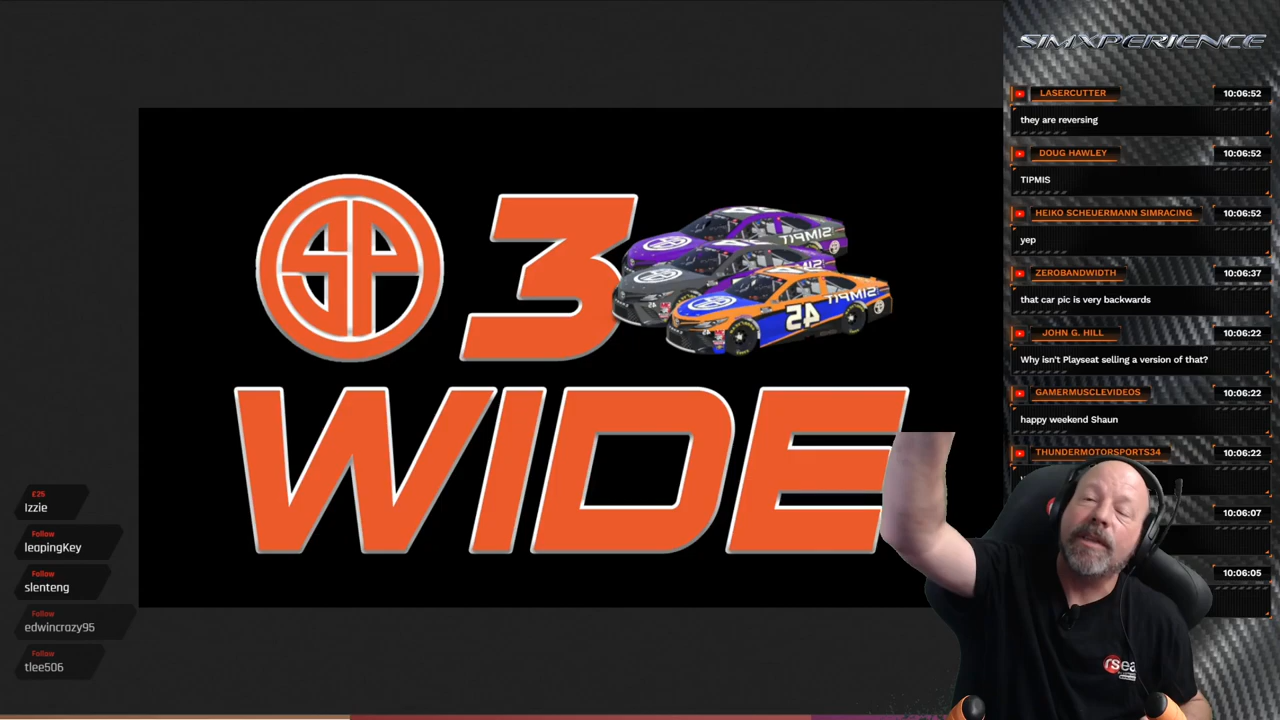 SIMXPERIENCE
SP 3
WIDE
SIMPIT
SIMPIT
45
LASERCUTTER
10:06:52
they are reversing
DOUG HAWLEY
10:06:52
TIPMIS
HEIKO SCHEUERMANN SIMRACING
10:06:52
yep
ZEROBANDWIDTH
10:06:37
that car pic is very backwards
JOHN G. HILL
10:06:22
Why isn't Playseat selling a version of that?
GAMERMUSCLEVIDEOS
10:06:22
happy weekend Shaun
THUNDERMOTORSPORTS34
10:06:22
10:06:07
10:06:05
£25
Izzie
Follow
leapingKey
Follow
slenteng
Follow
edwincrazy95
Follow
tlee506